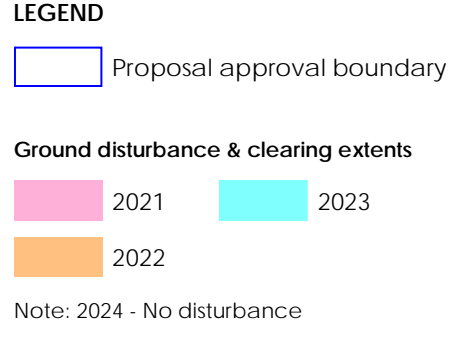 LEGEND
Proposal approval boundary
Ground disturbance & clearing extents
2021 2023
2022
Note: 2024 - No disturbance